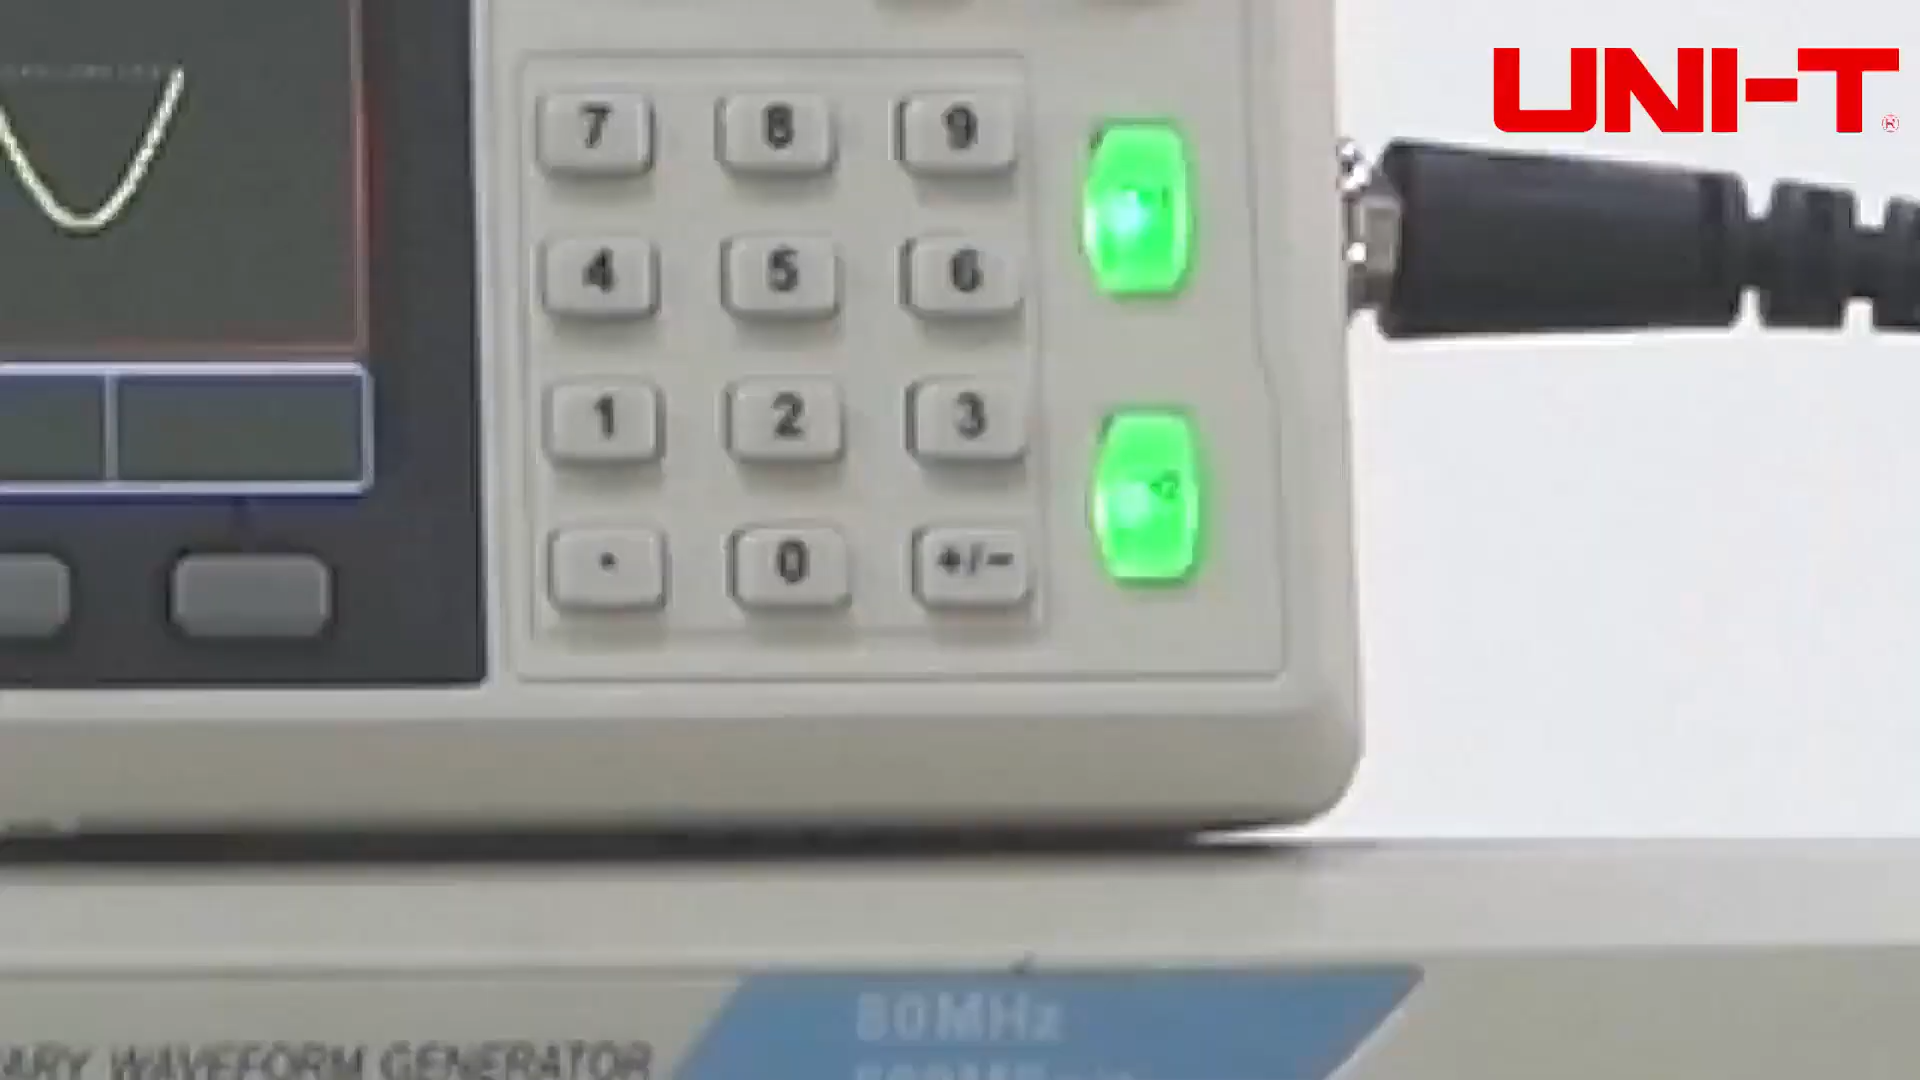 UNI-T®
7 8 9
4 5 6
1 2 3
. 0 +/-
80MHz
ARY WAVEFORM GENERATOR